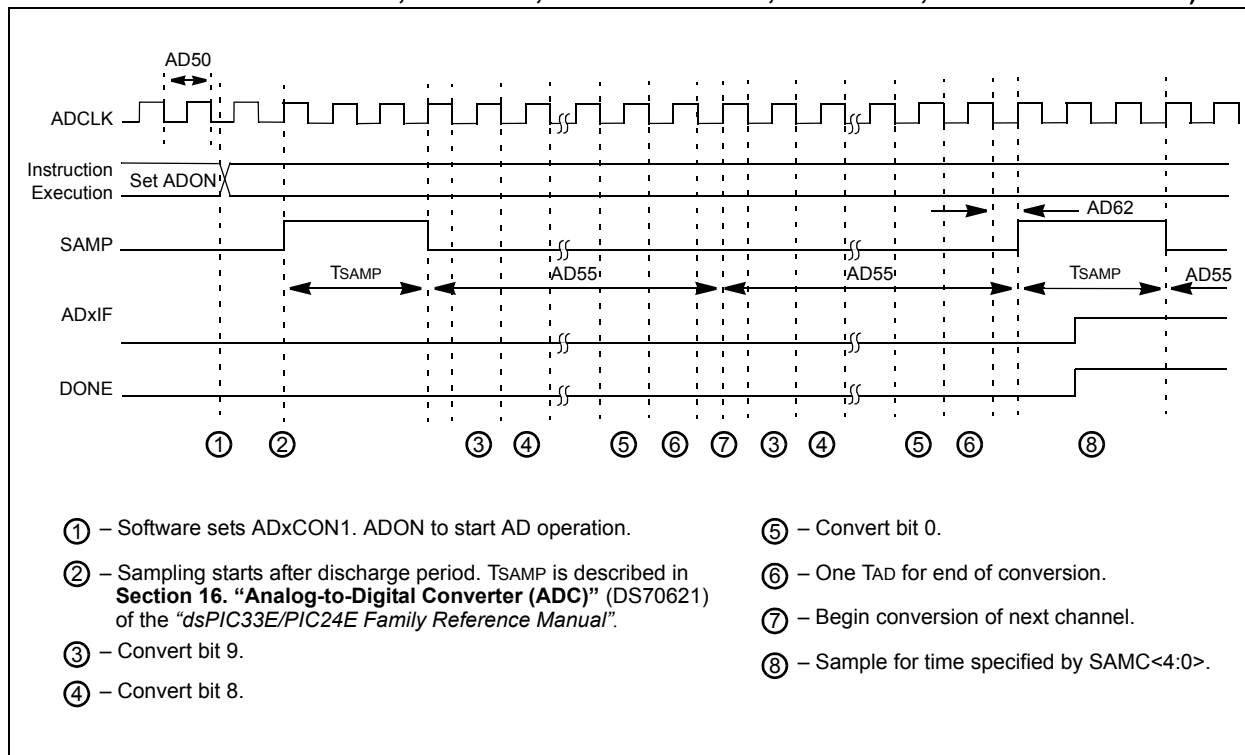 AD50
ADCLK
Instruction
Execution
Set ADON
AD62
SAMP
TSAMP
AD55
AD55
TSAMP
AD55
ADxIF
DONE
1 2 3 4 5 6 7 3 4 5 6 8
1 – Software sets ADxCON1. ADON to start AD operation.
2 – Sampling starts after discharge period. TSAMP is described in
Section 16. “Analog-to-Digital Converter (ADC)” (DS70621)
of the “dsPIC33E/PIC24E Family Reference Manual”.
3 – Convert bit 9.
4 – Convert bit 8.
5 – Convert bit 0.
6 – One TAD for end of conversion.
7 – Begin conversion of next channel.
8 – Sample for time specified by SAMC<4:0>.